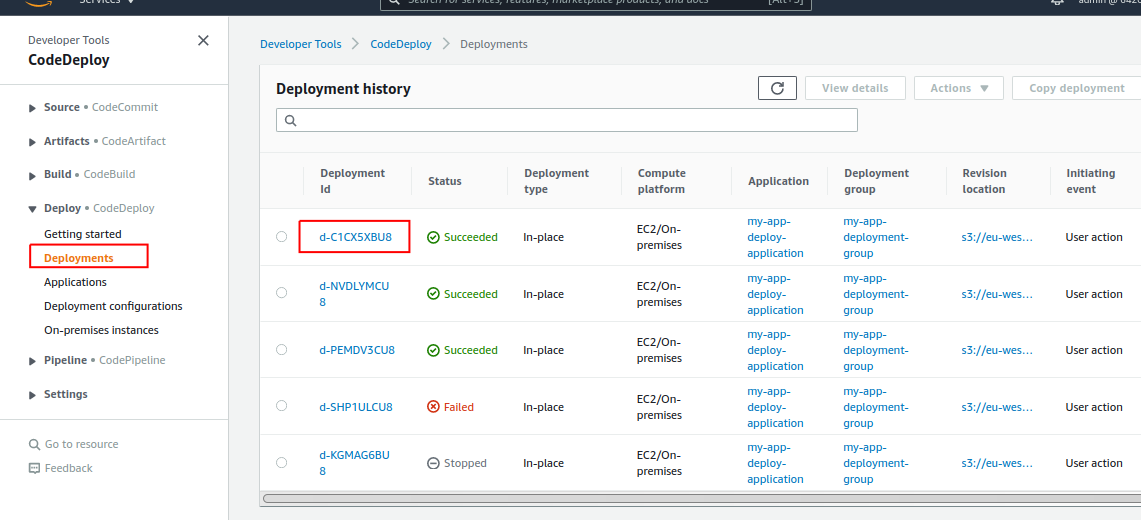 Services
Search for services, features, marketplace products, and docs
[Alt+S]
Developer Tools
CodeDeploy
Source • CodeCommit
Artifacts • CodeArtifact
Build • CodeBuild
Deploy • CodeDeploy
Getting started
Deployments
Applications
Deployment configurations
On-premises instances
Pipeline • CodePipeline
Settings
Go to resource
Feedback
Developer Tools > CodeDeploy > Deployments
Deployment history
View details
Actions
Copy deployment
Deployment
Id
Status
Deployment
type
Compute
platform
Application
Deployment
group
Revision
location
Initiating
event
d-C1CX5XBU8
Succeeded
In-place
EC2/On-
premises
my-app-
deploy-
application
my-app-
deployment-
group
s3://eu-wes...
User action
d-NVDLYMCU
8
Succeeded
In-place
EC2/On-
premises
my-app-
deploy-
application
my-app-
deployment-
group
s3://eu-wes...
User action
d-PEMDV3CU8
Succeeded
In-place
EC2/On-
premises
my-app-
deploy-
application
my-app-
deployment-
group
s3://eu-wes...
User action
d-SHP1ULCU8
Failed
In-place
EC2/On-
premises
my-app-
deploy-
application
my-app-
deployment-
group
s3://eu-wes...
User action
d-KGMAG6BU
8
Stopped
In-place
EC2/On-
premises
my-app-
deploy-
application
my-app-
deployment-
group
s3://eu-wes...
User action